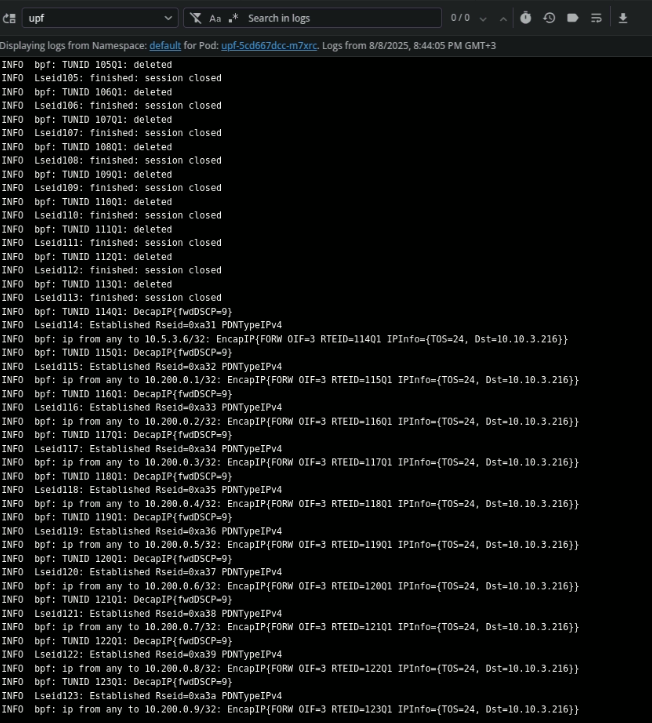 upf
Aa .* Search in logs
0 / 0
Displaying logs from Namespace: default for Pod: upf-5cd667dcc-m7xrc. Logs from 8/8/2025, 8:44:05 PM GMT+3
INFO bpf: TUNID 105Q1: deleted
INFO Lseid105: finished: session closed
INFO bpf: TUNID 106Q1: deleted
INFO Lseid106: finished: session closed
INFO bpf: TUNID 107Q1: deleted
INFO Lseid107: finished: session closed
INFO bpf: TUNID 108Q1: deleted
INFO Lseid108: finished: session closed
INFO bpf: TUNID 109Q1: deleted
INFO Lseid109: finished: session closed
INFO bpf: TUNID 110Q1: deleted
INFO Lseid110: finished: session closed
INFO bpf: TUNID 111Q1: deleted
INFO Lseid111: finished: session closed
INFO bpf: TUNID 112Q1: deleted
INFO Lseid112: finished: session closed
INFO bpf: TUNID 113Q1: deleted
INFO Lseid113: finished: session closed
INFO bpf: TUNID 114Q1: DecapIP{fwdDSCP=9}
INFO Lseid114: Established Rseid=0xa31 PDNTypeIPv4
INFO bpf: ip from any to 10.5.3.6/32: EncapIP{FORW OIF=3 RTEID=114Q1 IPInfo={TOS=24, Dst=10.10.3.216}}
INFO bpf: TUNID 115Q1: DecapIP{fwdDSCP=9}
INFO Lseid115: Established Rseid=0xa32 PDNTypeIPv4
INFO bpf: ip from any to 10.200.0.1/32: EncapIP{FORW OIF=3 RTEID=115Q1 IPInfo={TOS=24, Dst=10.10.3.216}}
INFO bpf: TUNID 116Q1: DecapIP{fwdDSCP=9}
INFO Lseid116: Established Rseid=0xa33 PDNTypeIPv4
INFO bpf: ip from any to 10.200.0.2/32: EncapIP{FORW OIF=3 RTEID=116Q1 IPInfo={TOS=24, Dst=10.10.3.216}}
INFO bpf: TUNID 117Q1: DecapIP{fwdDSCP=9}
INFO Lseid117: Established Rseid=0xa34 PDNTypeIPv4
INFO bpf: ip from any to 10.200.0.3/32: EncapIP{FORW OIF=3 RTEID=117Q1 IPInfo={TOS=24, Dst=10.10.3.216}}
INFO bpf: TUNID 118Q1: DecapIP{fwdDSCP=9}
INFO Lseid118: Established Rseid=0xa35 PDNTypeIPv4
INFO bpf: ip from any to 10.200.0.4/32: EncapIP{FORW OIF=3 RTEID=118Q1 IPInfo={TOS=24, Dst=10.10.3.216}}
INFO bpf: TUNID 119Q1: DecapIP{fwdDSCP=9}
INFO Lseid119: Established Rseid=0xa36 PDNTypeIPv4
INFO bpf: ip from any to 10.200.0.5/32: EncapIP{FORW OIF=3 RTEID=119Q1 IPInfo={TOS=24, Dst=10.10.3.216}}
INFO bpf: TUNID 120Q1: DecapIP{fwdDSCP=9}
INFO Lseid120: Established Rseid=0xa37 PDNTypeIPv4
INFO bpf: ip from any to 10.200.0.6/32: EncapIP{FORW OIF=3 RTEID=120Q1 IPInfo={TOS=24, Dst=10.10.3.216}}
INFO bpf: TUNID 121Q1: DecapIP{fwdDSCP=9}
INFO Lseid121: Established Rseid=0xa38 PDNTypeIPv4
INFO bpf: ip from any to 10.200.0.7/32: EncapIP{FORW OIF=3 RTEID=121Q1 IPInfo={TOS=24, Dst=10.10.3.216}}
INFO bpf: TUNID 122Q1: DecapIP{fwdDSCP=9}
INFO Lseid122: Established Rseid=0xa39 PDNTypeIPv4
INFO bpf: ip from any to 10.200.0.8/32: EncapIP{FORW OIF=3 RTEID=122Q1 IPInfo={TOS=24, Dst=10.10.3.216}}
INFO bpf: TUNID 123Q1: DecapIP{fwdDSCP=9}
INFO Lseid123: Established Rseid=0xa3a PDNTypeIPv4
INFO bpf: ip from any to 10.200.0.9/32: EncapIP{FORW OIF=3 RTEID=123Q1 IPInfo={TOS=24, Dst=10.10.3.216}}